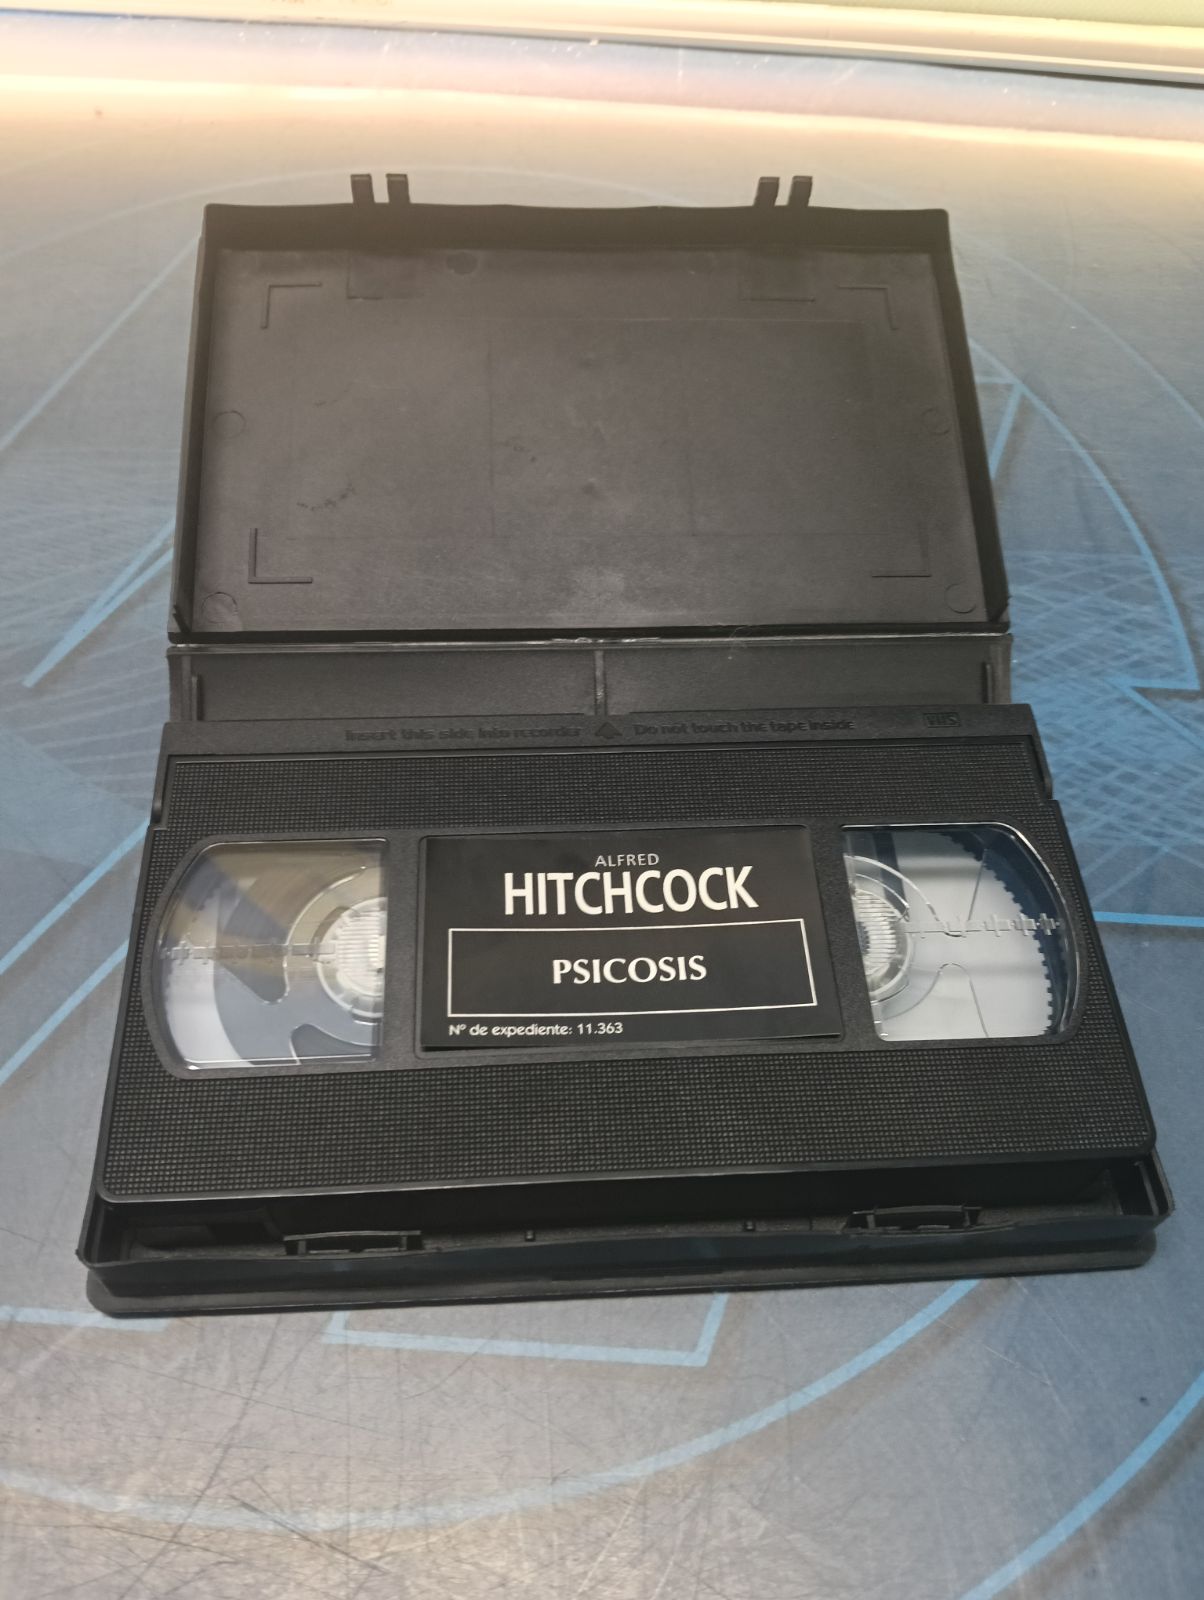 Insert this side into recorder Do not touch the tape inside VHS
ALFRED
HITCHCOCK
PSICOSIS
Nº de expediente: 11.363